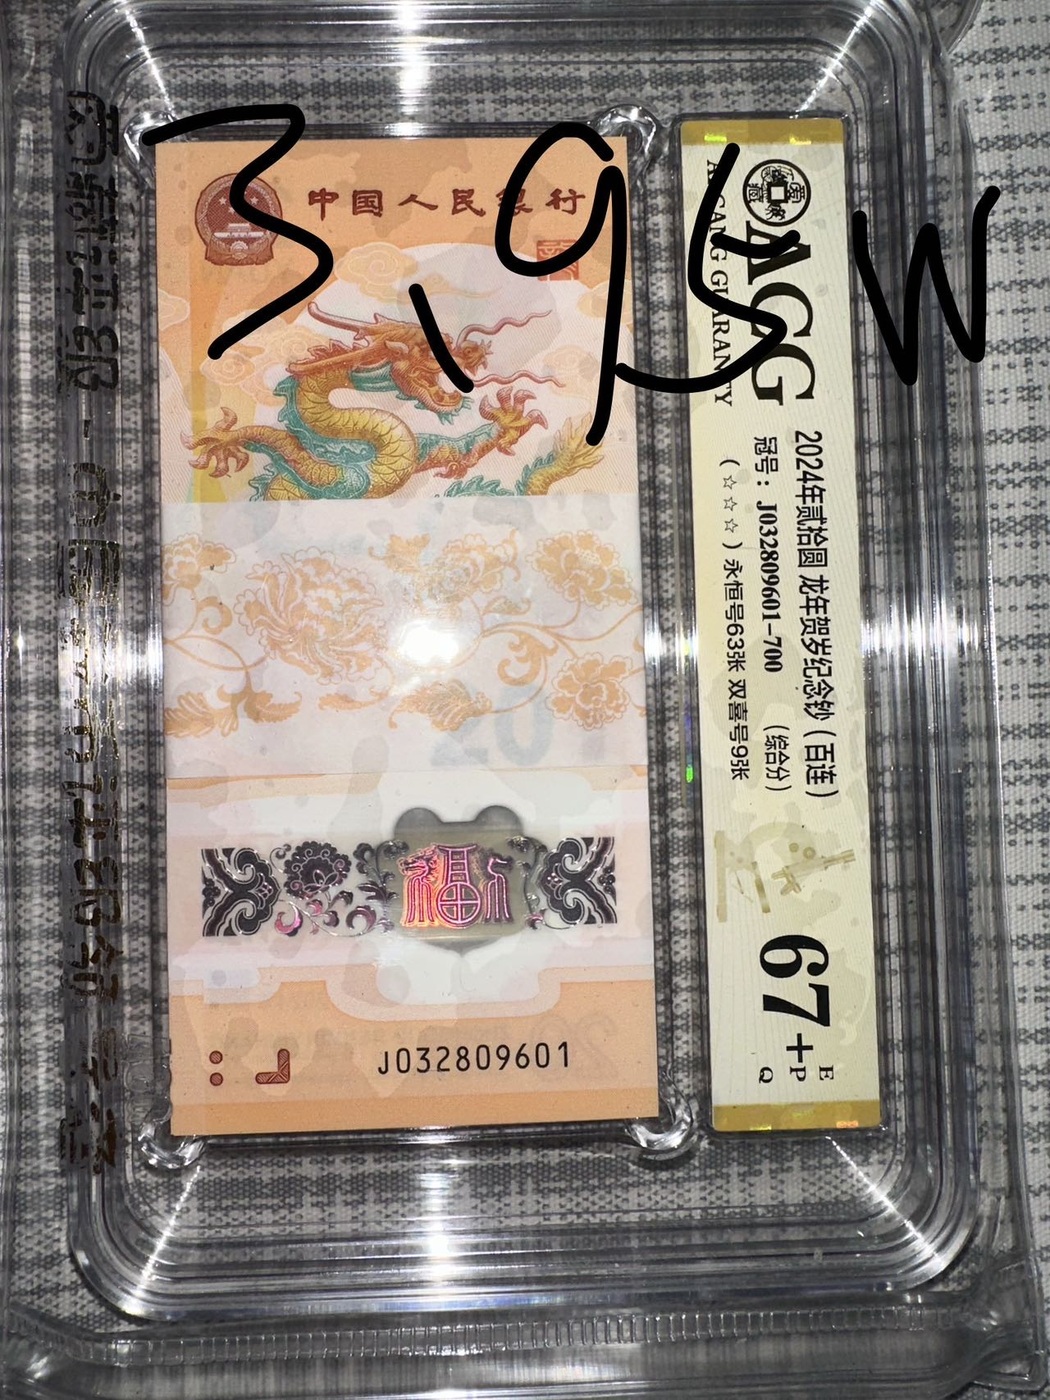 3.95W
中国人民银行
J032809601
ACG
AICANG GUARANTY
2024年贰拾圆 龙年贺岁纪念钞（百连）
冠号：J032809601-700 （综合分）
（☆☆☆）永恒号63张 双喜号9张
67+EPQ